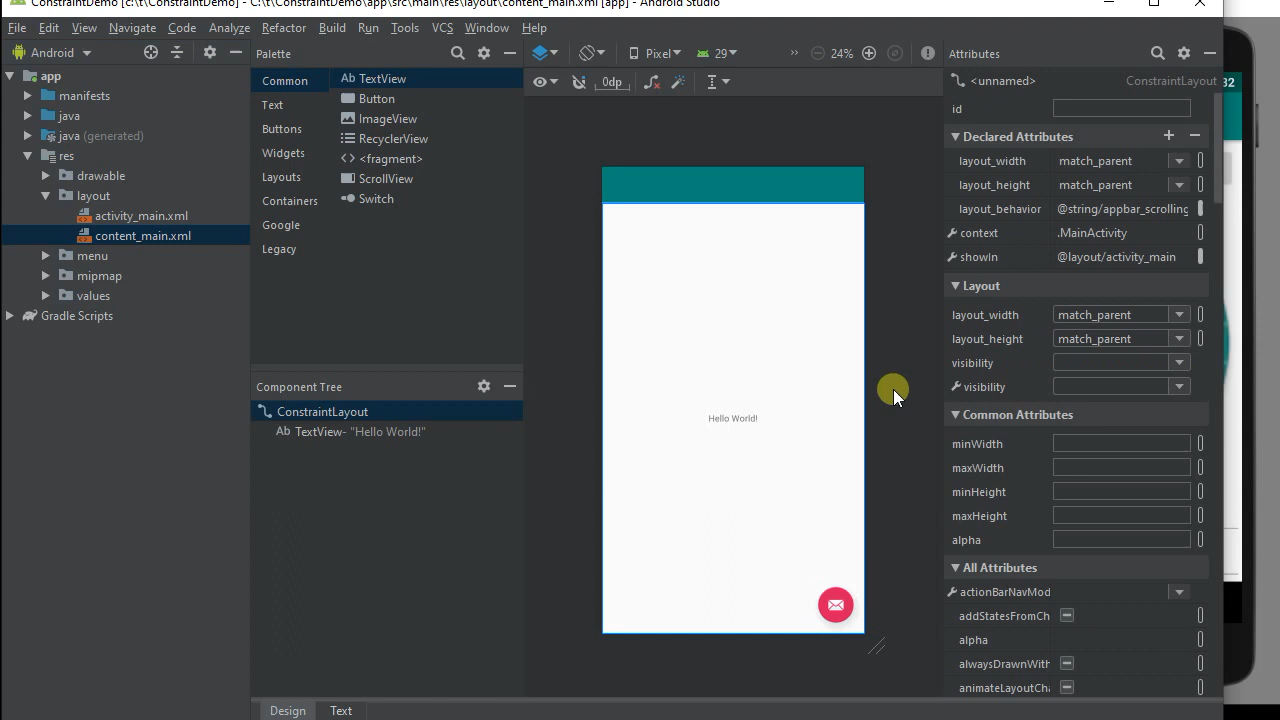 ConstraintDemo [c:\t\ConstraintDemo] - C:\t\ConstraintDemo\app\src\main\res\layout\content_main.xml [app] - Android Studio
File Edit View Navigate Code Analyze Refactor Build Run Tools VCS Window Help
Android
app
manifests
java
java (generated)
res
drawable
layout
activity_main.xml
content_main.xml
menu
mipmap
values
Gradle Scripts
Palette
Common
Text
Buttons
Widgets
Layouts
Containers
Google
Legacy
Ab TextView
Button
ImageView
RecyclerView
<fragment>
ScrollView
Switch
Component Tree
ConstraintLayout
Ab TextView- "Hello World!"
Pixel 29 » 24%
0dp
Hello World!
Design Text
Attributes
<unnamed> ConstraintLayout
id
Declared Attributes
layout_width match_parent
layout_height match_parent
layout_behavior @string/appbar_scrolling
context .MainActivity
showIn @layout/activity_main
Layout
layout_width match_parent
layout_height match_parent
visibility
visibility
Common Attributes
minWidth
maxWidth
minHeight
maxHeight
alpha
All Attributes
actionBarNavMod
addStatesFromCh
alpha
alwaysDrawnWith
animateLayoutCha
32